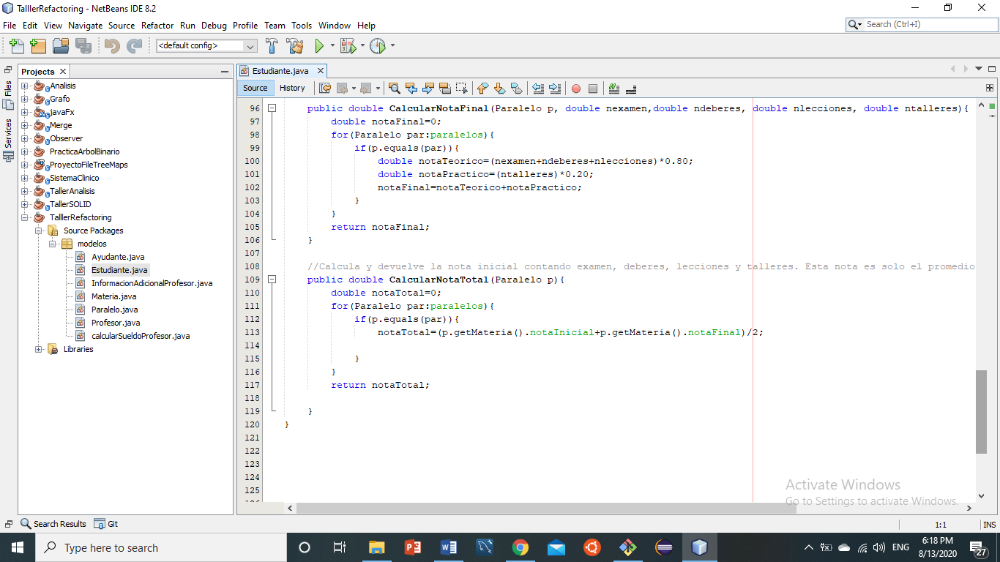 TalllerRefactoring - NetBeans IDE 8.2
File Edit View Navigate Source Refactor Run Debug Profile Team Tools Window Help
Search (Ctrl+I)
<default config>
Files
Services
Projects
Analisis
Grafo
javaFx
Merge
Observer
PracticaArbolBinario
ProyectoFileTreeMaps
SistemaClinico
TallerAnalisis
TallerSOLID
TalllerRefactoring
Source Packages
modelos
Ayudante.java
Estudiante.java
InformacionAdicionalProfesor.java
Materia.java
Paralelo.java
Profesor.java
calcularSueldoProfesor.java
Libraries
Estudiante.java
Source History
96 public double CalcularNotaFinal(Paralelo p, double nexamen,double ndeberes, double nlecciones, double ntalleres){
97 double notaFinal=0;
98 for(Paralelo par:paralelos){
99 if(p.equals(par)){
100 double notaTeorico=(nexamen+ndeberes+nlecciones)*0.80;
101 double notaPractico=(ntalleres)*0.20;
102 notaFinal=notaTeorico+notaPractico;
103 }
104 }
105 return notaFinal;
106 }
107
108 //Calcula y devuelve la nota inicial contando examen, deberes, lecciones y talleres. Esta nota es solo el promedio
109 public double CalcularNotaTotal(Paralelo p){
110 double notaTotal=0;
111 for(Paralelo par:paralelos){
112 if(p.equals(par)){
113 notaTotal=(p.getMateria().notaInicial+p.getMateria().notaFinal)/2;
114
115 }
116 }
117 return notaTotal;
118
119 }
120 }
121
122
123
124
125
Activate Windows
Go to Settings to activate Windows.
Search Results Git
1:1 INS
Type here to search
ENG
6:18 PM
8/13/2020
27